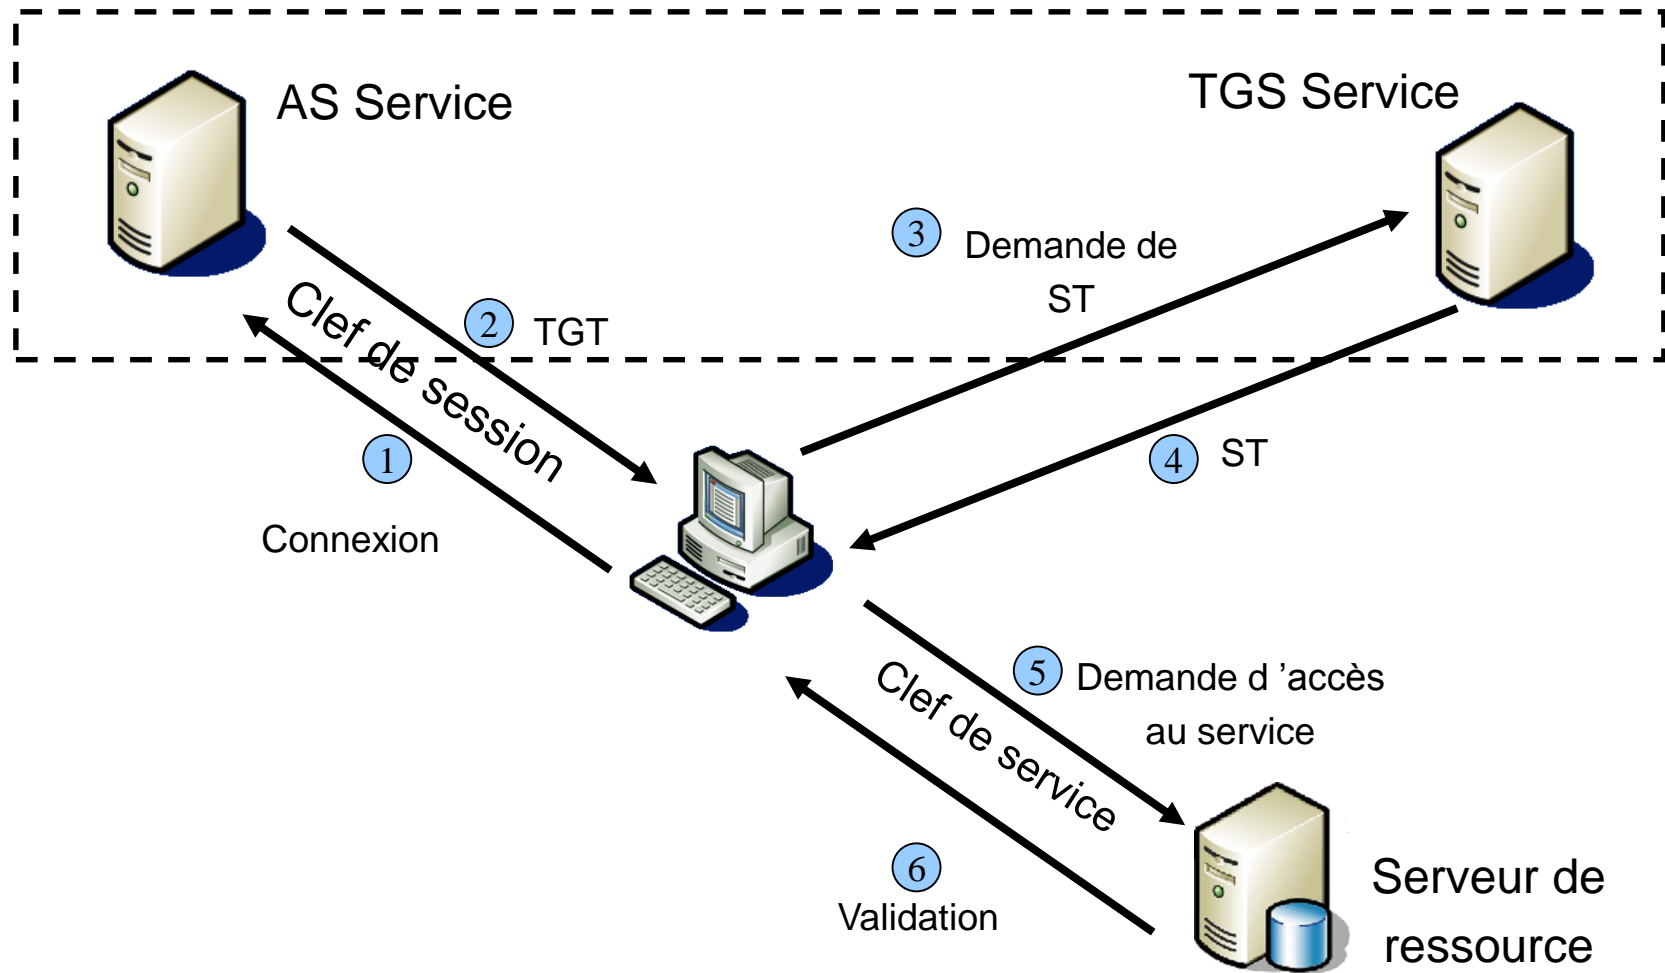 AS Service
TGS Service
3
Demande de
ST
Clef de session
2
TGT
1
Connexion
4
ST
5
Demande d ’accès
au service
Clef de service
6
Validation
Serveur de
ressource